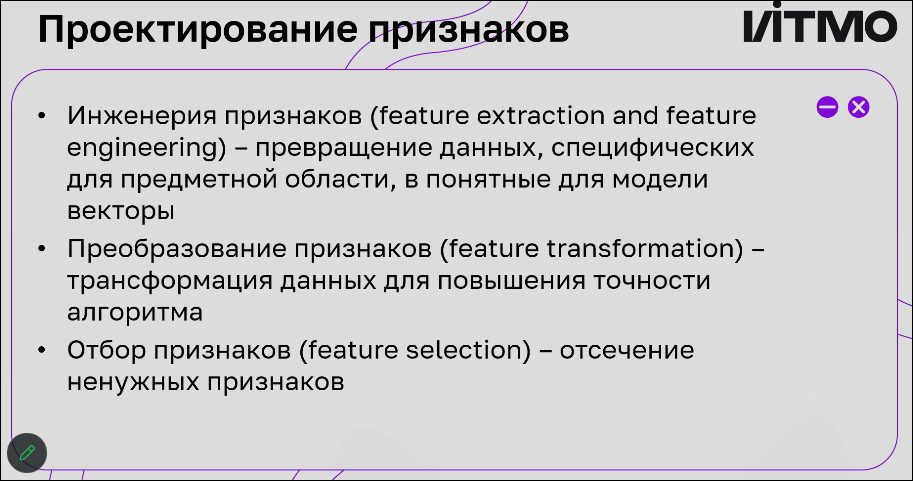 Проектирование признаков
ИТМО
• Инженерия признаков (feature extraction and feature
engineering) – превращение данных, специфических
для предметной области, в понятные для модели
векторы
• Преобразование признаков (feature transformation) –
трансформация данных для повышения точности
алгоритма
• Отбор признаков (feature selection) – отсечение
ненужных признаков